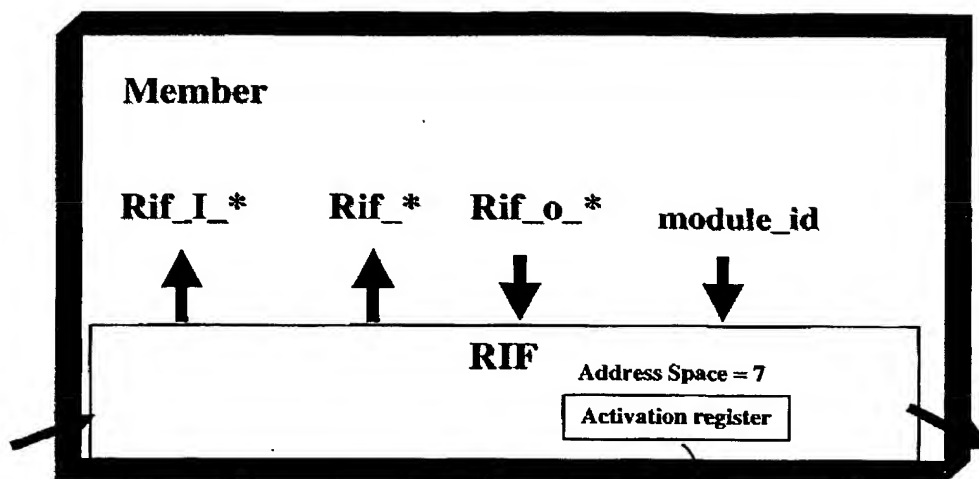 Member
Rif_I_* Rif_* Rif_o_* module_id
RIF
Address Space = 7
Activation register